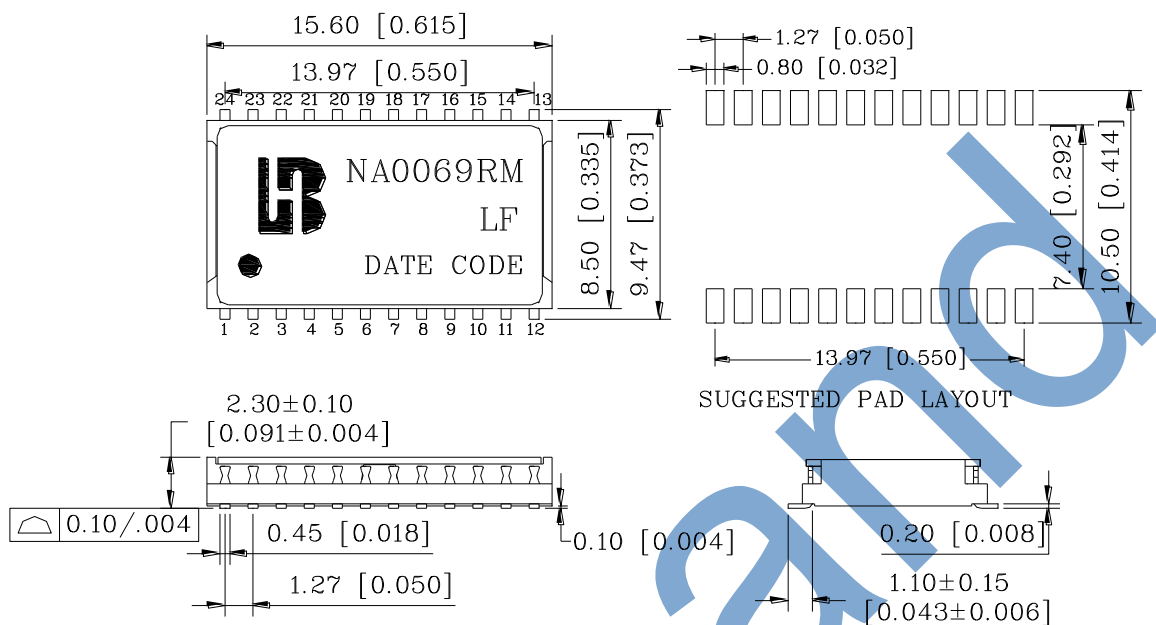 15.60 [0.615]
13.97 [0.550]
24 23 22 21 20 19 18 17 16 15 14 13
NA0069RM
LF
DATE CODE
1 2 3 4 5 6 7 8 9 10 11 12
8.50 [0.335]
9.47 [0.373]
1.27 [0.050]
0.80 [0.032]
7.40 [0.292]
10.50 [0.414]
13.97 [0.550]
SUGGESTED PAD LAYOUT
2.30±0.10
[0.091±0.004]
0.10/.004
0.45 [0.018]
1.27 [0.050]
0.10 [0.004]
0.20 [0.008]
1.10±0.15
[0.043±0.006]
and